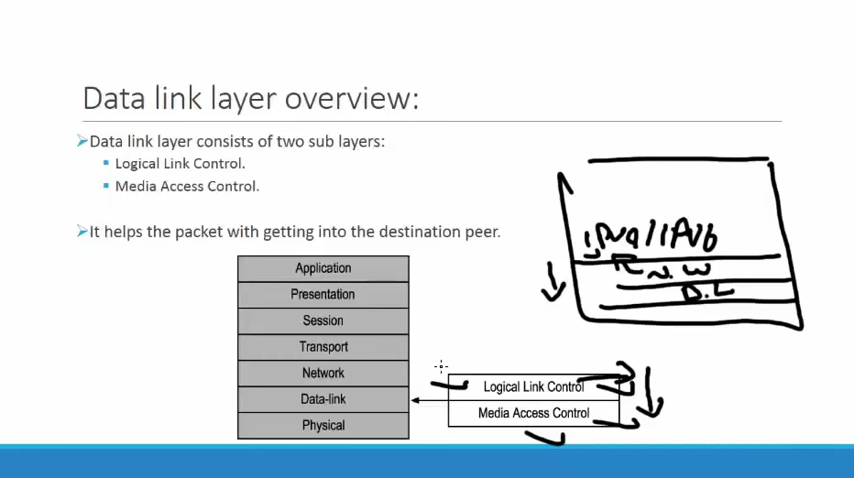 Data link layer overview:
Data link layer consists of two sub layers:
Logical Link Control.
Media Access Control.
It helps the packet with getting into the destination peer.
Application
Presentation
Session
Transport
Network
Data-link
Physical
Logical Link Control
Media Access Control
N.W
D.L